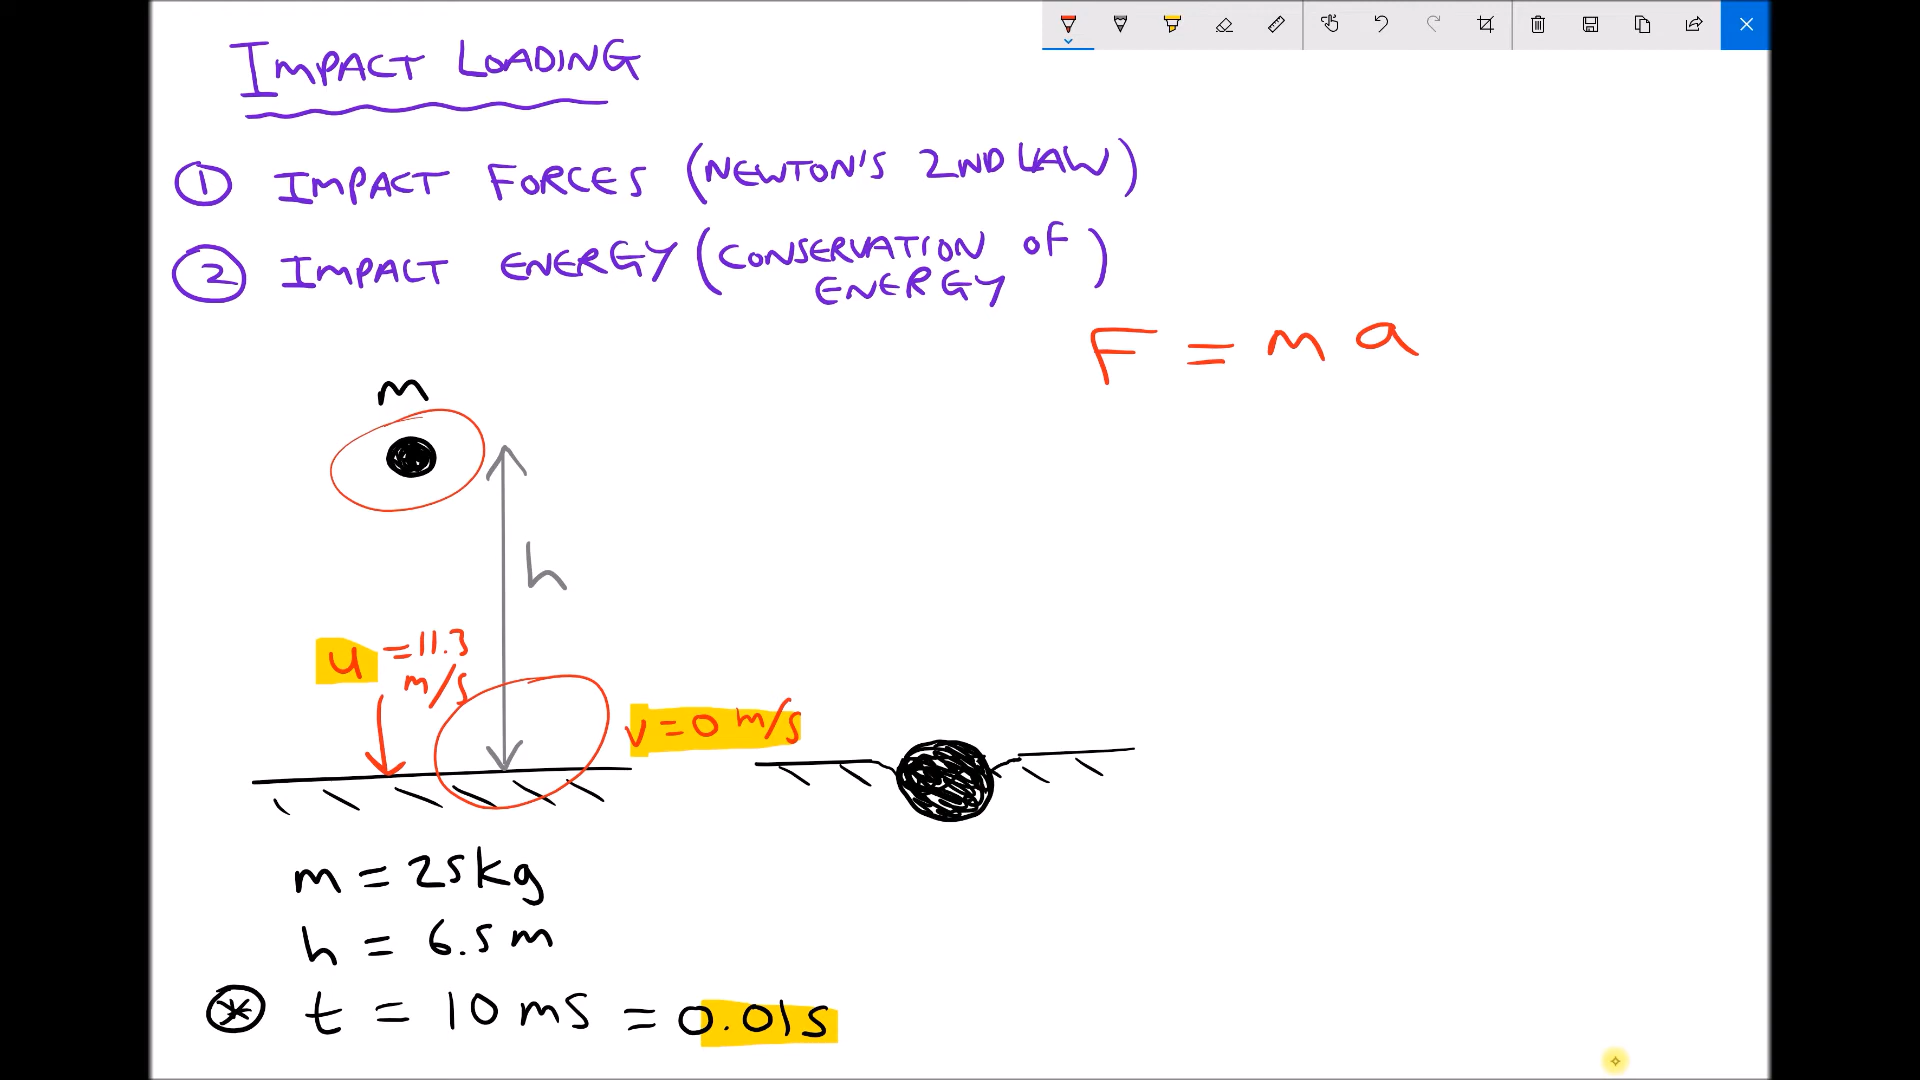 IMPACT LOADING
① IMPACT FORCES (NEWTON'S 2ND LAW)
② IMPACT ENERGY (CONSERVATION OF
ENERGY)
F = m a
m
h
u = 11.3
m/s
v = 0 m/s
m = 25kg
h = 6.5m
⊛ t = 10 ms = 0.01s